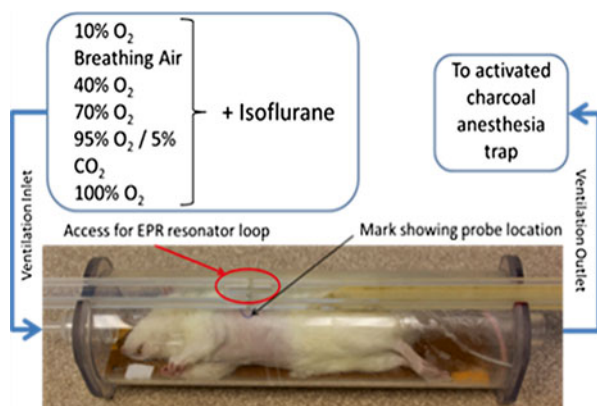 10% O₂
Breathing Air
40% O₂
70% O₂
95% O₂ / 5%
CO₂
100% O₂
+ Isoflurane
To activated
charcoal
anesthesia
trap
Ventilation Inlet
Ventilation Outlet
Access for EPR resonator loop
Mark showing probe location